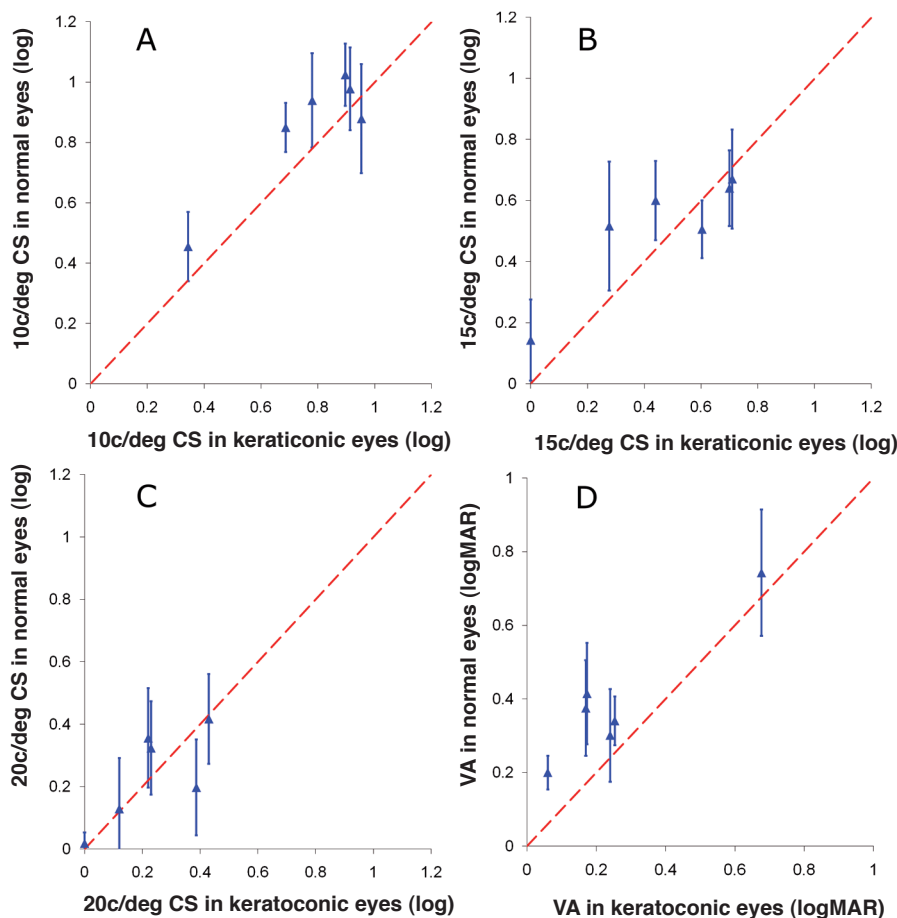 A
10c/deg CS in normal eyes (log)
1.2
1
0.8
0.6
0.4
0.2
0
0 0.2 0.4 0.6 0.8 1 1.2
10c/deg CS in keraticonic eyes (log)
B
15c/deg CS in normal eyes (log)
1.2
1
0.8
0.6
0.4
0.2
0
0 0.2 0.4 0.6 0.8 1 1.2
15c/deg CS in keraticonic eyes (log)
C
20c/deg CS in normal eyes (log)
1.2
1
0.8
0.6
0.4
0.2
0
0 0.2 0.4 0.6 0.8 1 1.2
20c/deg CS in keratoconic eyes (log)
D
VA in normal eyes (logMAR)
1
0.8
0.6
0.4
0.2
0
0 0.2 0.4 0.6 0.8 1
VA in keratoconic eyes (logMAR)